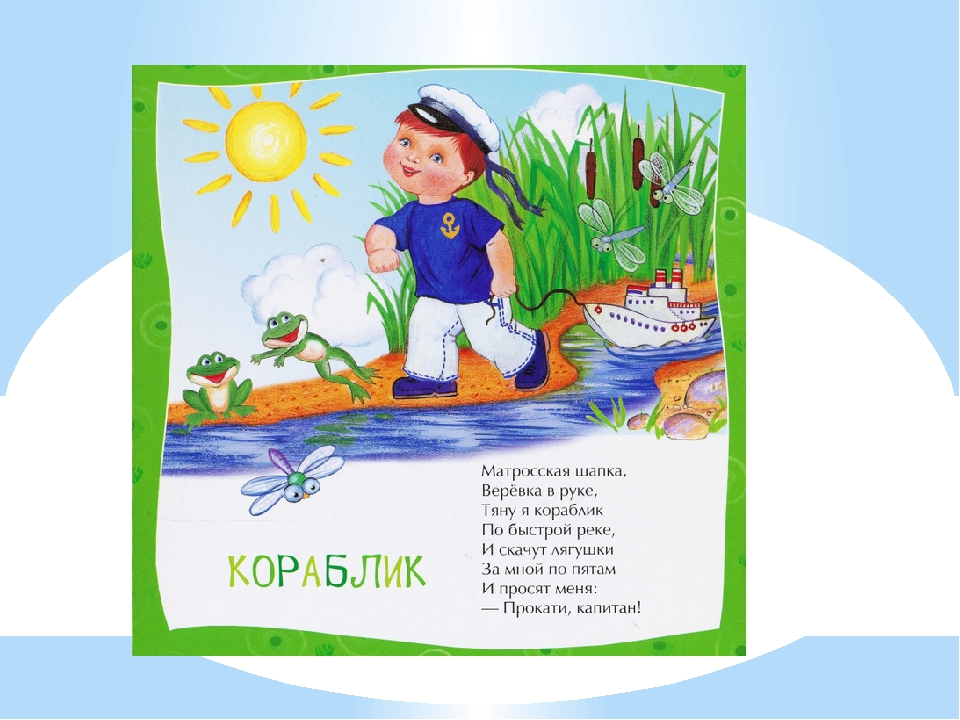 Матросская шапка,
Верёвка в руке,
Тяну я кораблик
По быстрой реке,
И скачут лягушки
За мной по пятам
И просят меня:
— Прокати, капитан!
КОРАБЛИК